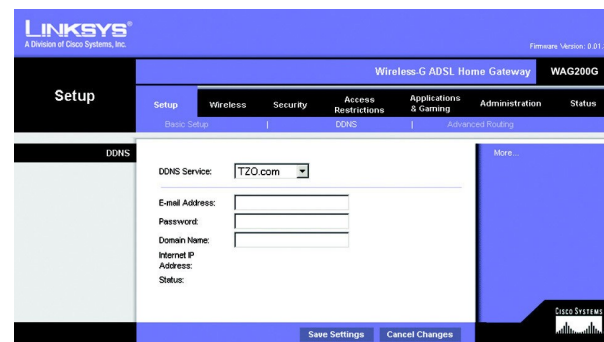 LINKSYS®
A Division of Cisco Systems, Inc.
Firmware Version: 0.01.
Wireless-G ADSL Home Gateway WAG200G
Setup
Setup Wireless Security Access Restrictions Applications & Gaming Administration Status
Basic Setup | DDNS | Advanced Routing
DDNS
More...
DDNS Service: TZO.com
E-mail Address:
Password:
Domain Name:
Internet IP
Address:
Status:
Save Settings Cancel Changes
CISCO SYSTEMS